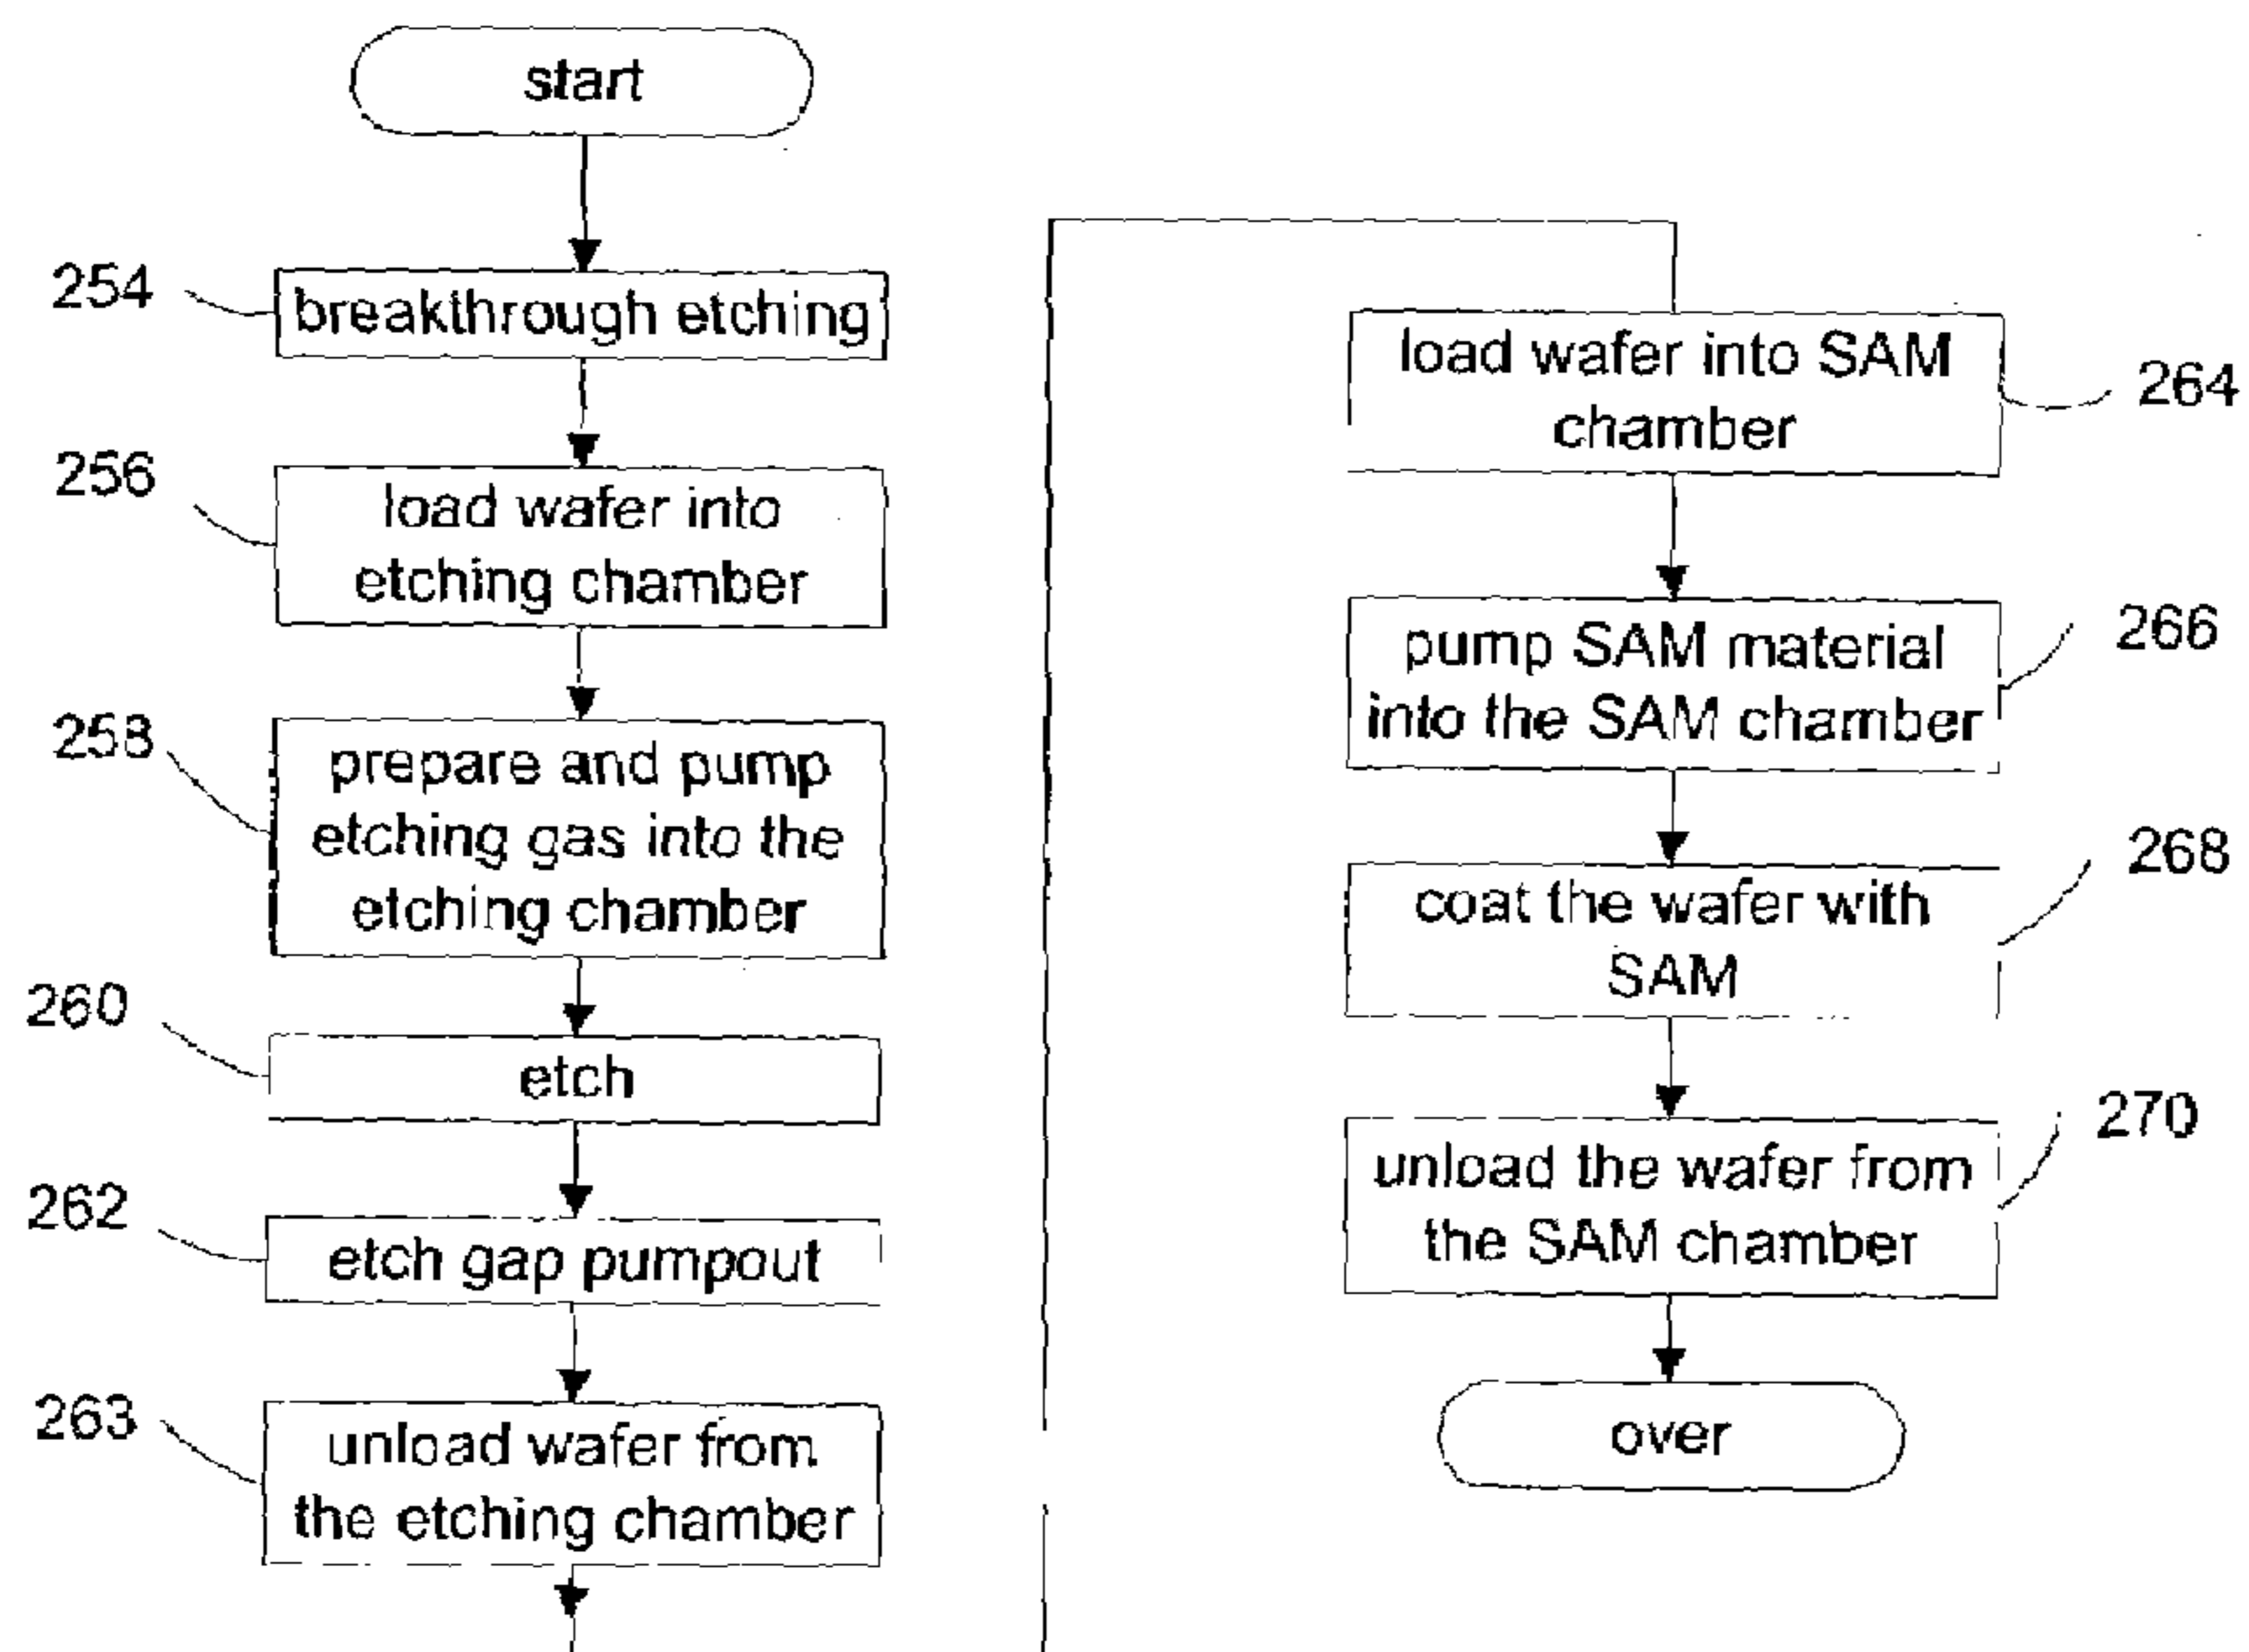 start
254
breakthrough etching
256
load wafer into
etching chamber
258
prepare and pump
etching gas into the
etching chamber
260
etch
262
etch gap pumpout
263
unload wafer from
the etching chamber
load wafer into SAM
chamber
264
pump SAM material
into the SAM chamber
266
coat the wafer with
SAM
268
unload the wafer from
the SAM chamber
270
over